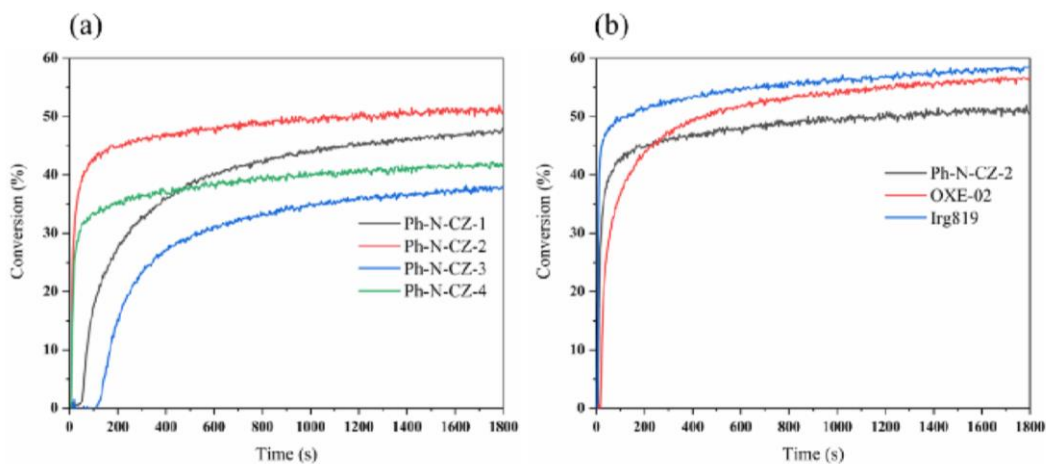 (a)
60
50
40
30
20
10
0
Conversion (%)
Ph-N-CZ-1
Ph-N-CZ-2
Ph-N-CZ-3
Ph-N-CZ-4
0 200 400 600 800 1000 1200 1400 1600 1800
Time (s)
(b)
60
50
40
30
20
10
0
Conversion (%)
Ph-N-CZ-2
OXE-02
Irg819
0 200 400 600 800 1000 1200 1400 1600 1800
Time (s)